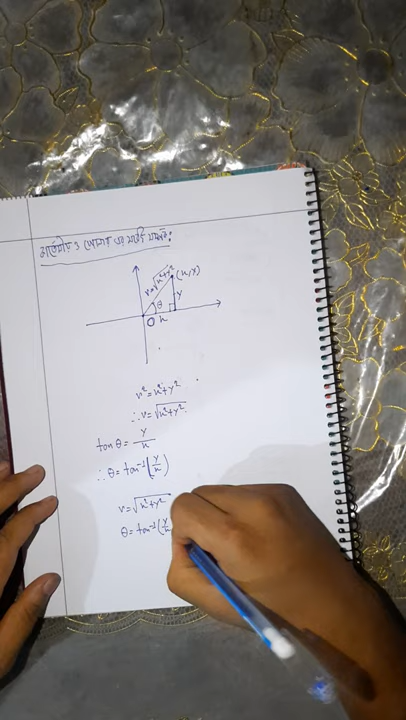 কার্তেসীয় ও পোলার এর মধ্যে সম্পর্ক:
r=√x²+y²
(x,y)
θ
y
O
x
r²=x²+y²
∴r=√x²+y²
tanθ=y/x
∴θ=tan⁻¹(y/x)
r=√x²+y²
θ=tan⁻¹(y/x